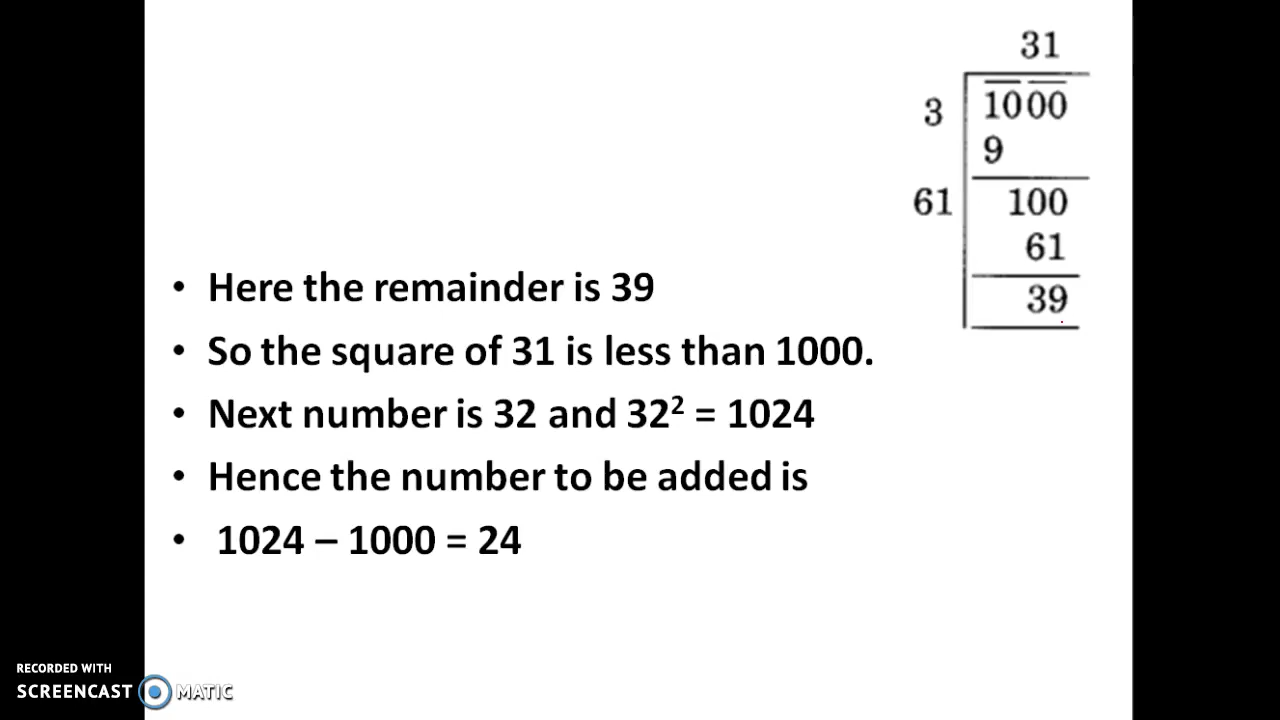 31
3 1000
9
61 100
61
39
• Here the remainder is 39
• So the square of 31 is less than 1000.
• Next number is 32 and 32² = 1024
• Hence the number to be added is
• 1024 – 1000 = 24
RECORDED WITH
SCREENCAST MATIC